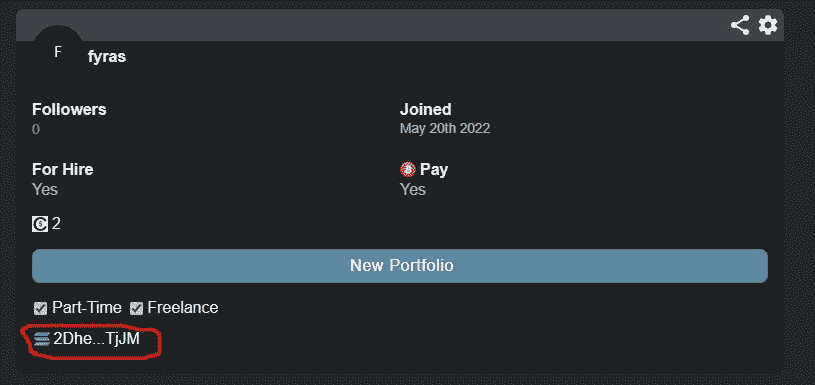 F
fyras
Followers
0
Joined
May 20th 2022
For Hire
Yes
Pay
Yes
2
New Portfolio
Part-Time Freelance
2Dhe...TjJM